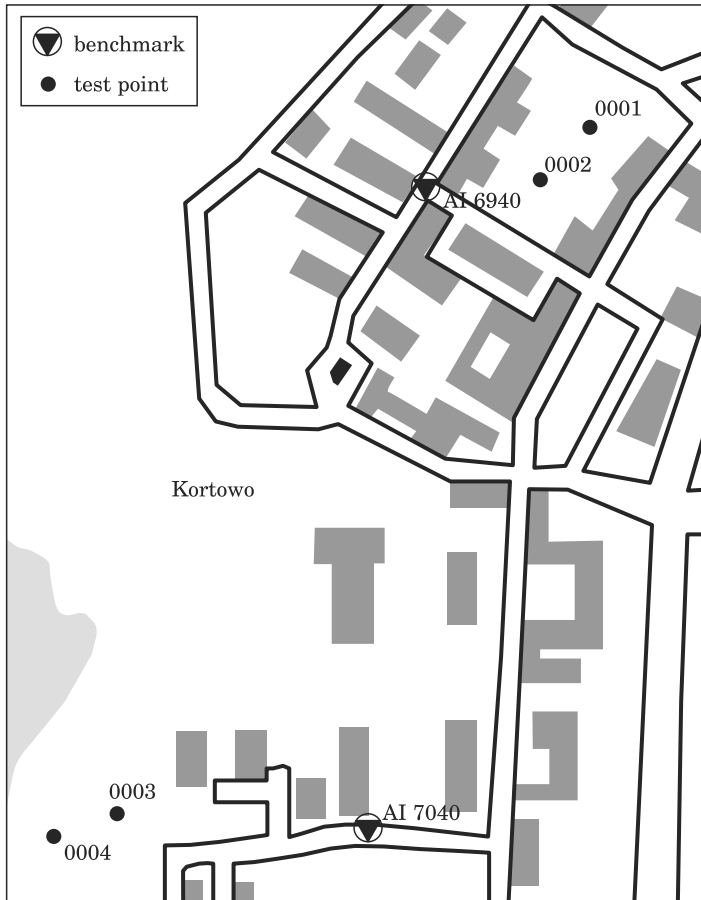 benchmark
test point
0001
0002
AI 6940
Kortowo
0003
AI 7040
0004